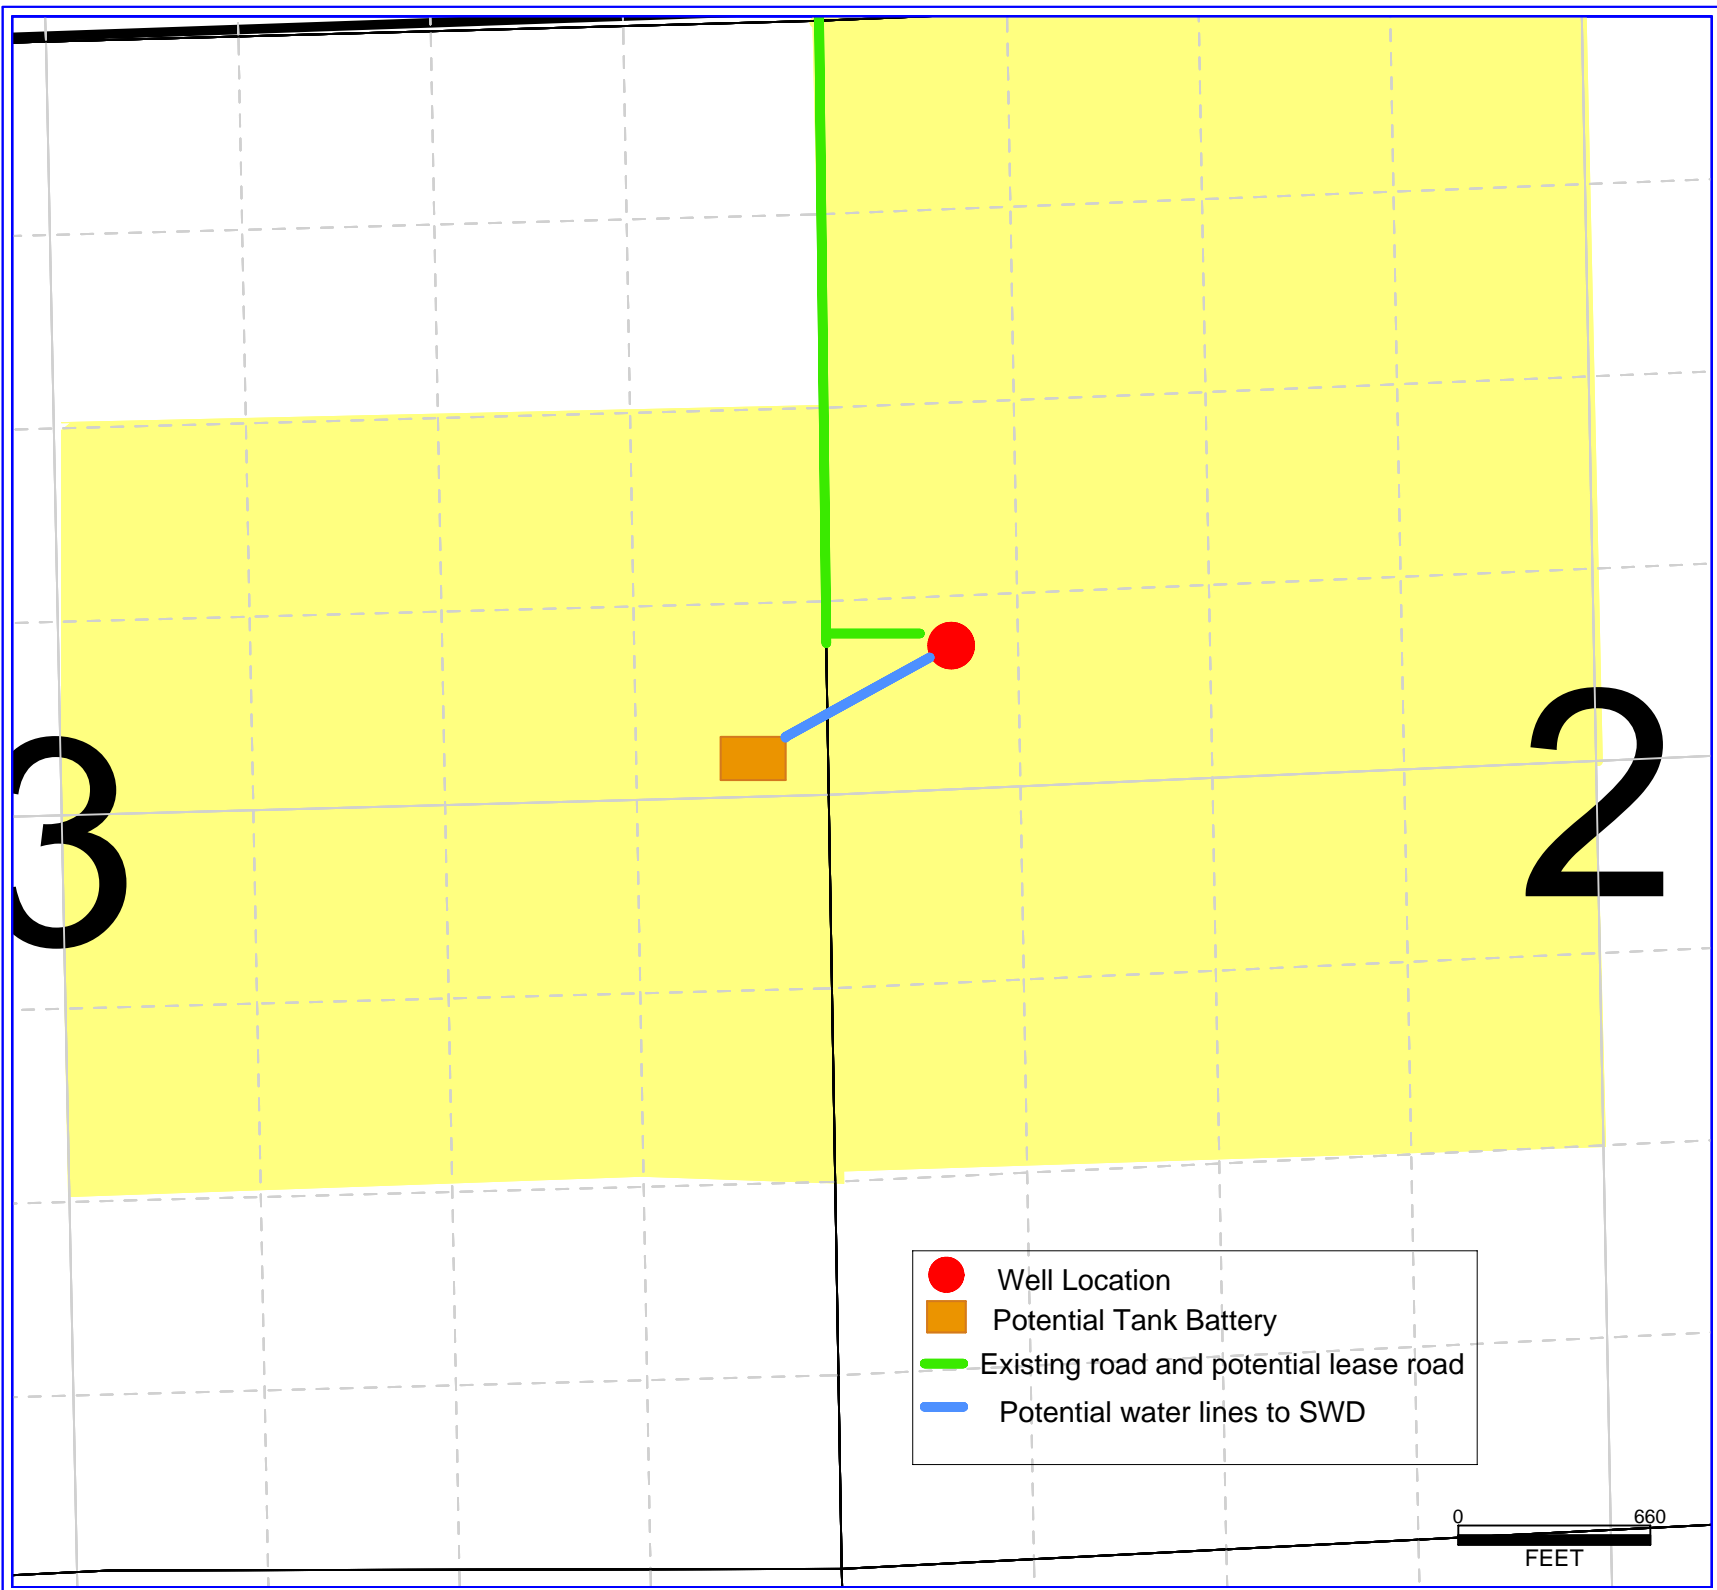 3
2
Well Location
Potential Tank Battery
Existing road and potential lease road
Potential water lines to SWD
0 660
FEET